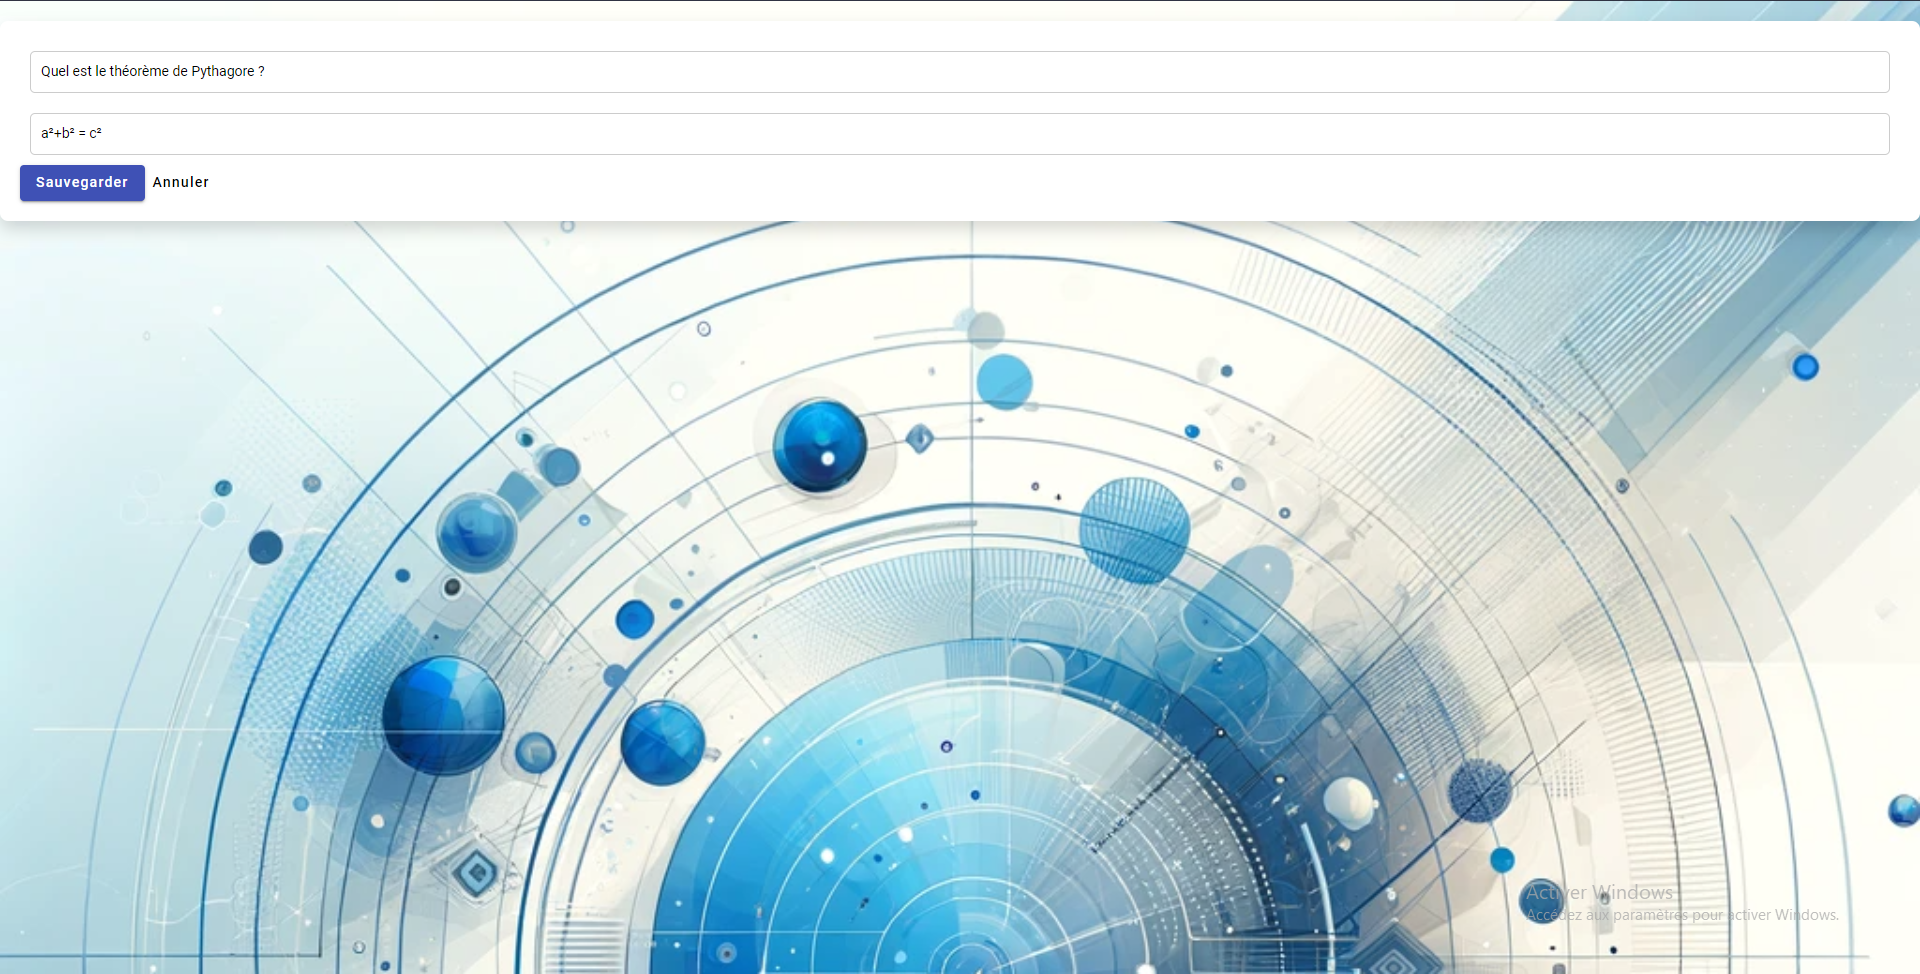 Quel est le théorème de Pythagore ?
a²+b² = c²
Sauvegarder Annuler
Activer Windows
Accédez aux paramètres pour activer Windows.